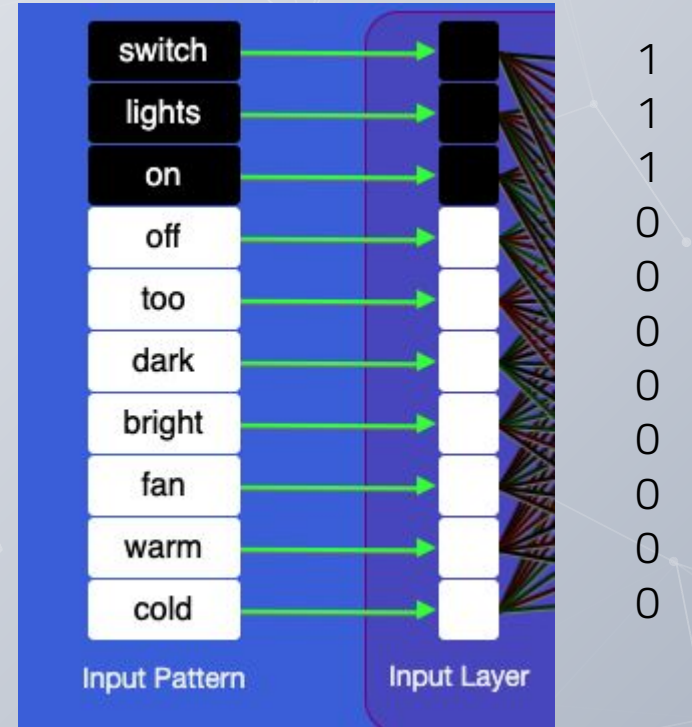 switch
lights
on
off
too
dark
bright
fan
warm
cold
Input Pattern
Input Layer
1
1
1
0
0
0
0
0
0
0
0